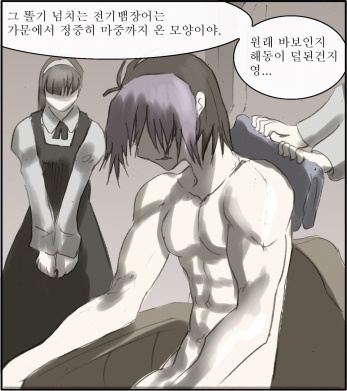 그 똘기 넘치는 전기뱀장어는
가문에서 정중히 마중까지 온 모양이야.
원래 바보인지
해동이 덜된건지
영...